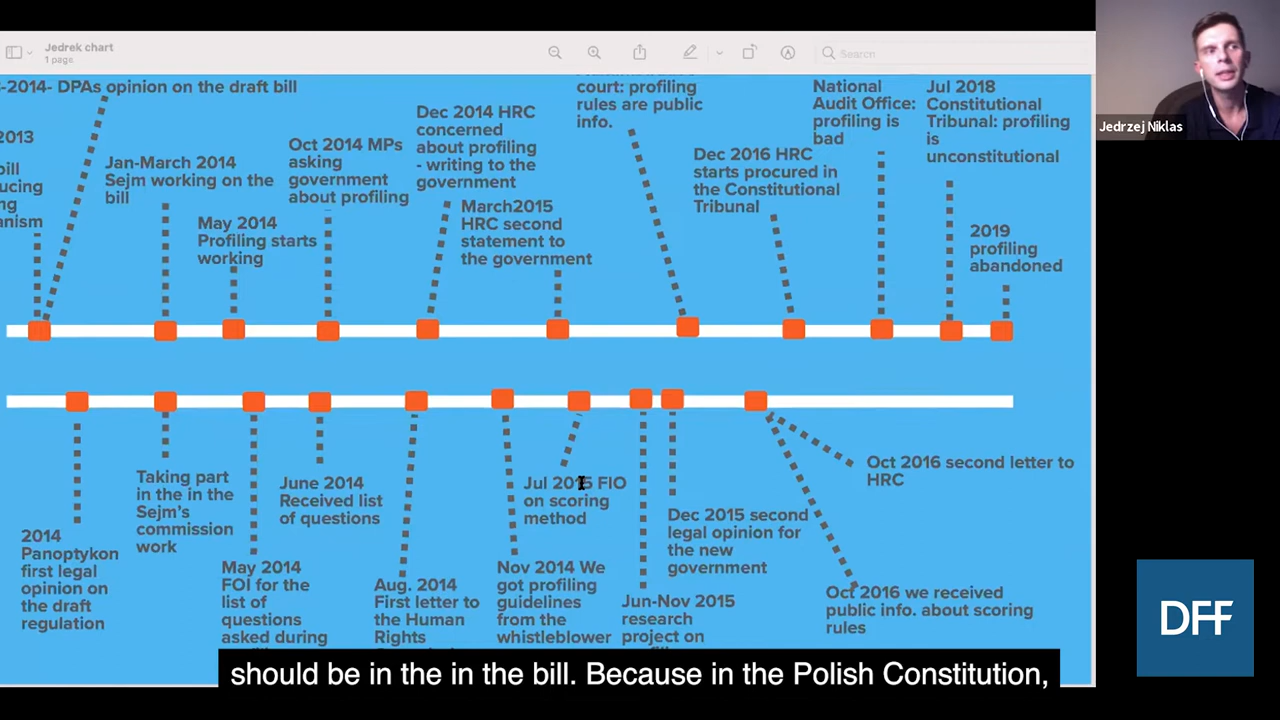 Jedrek chart
1 page
Search
Jedrzej Niklas
-2014- DPAs opinion on the draft bill
2013
bill
Jan-March 2014
Sejm working on the
bill
May 2014
Profiling starts
working
Oct 2014 MPs
asking
government
about profiling
Dec 2014 HRC
concerned
about profiling
- writing to the
government
March2015
HRC second
statement to
the government
court: profiling
rules are public
info.
Dec 2016 HRC
starts procured in
the Constitutional
Tribunal
National
Audit Office:
profiling is
bad
Jul 2018
Constitutional
Tribunal: profiling
is
unconstitutional
2019
profiling
abandoned
2014
Panoptykon
first legal
opinion on
the draft
regulation
Taking part
in the in the
Sejm's
commission
work
May 2014
FOI for the
list of
questions
asked during
June 2014
Received list
of questions
Aug. 2014
First letter to
the Human
Rights
Nov 2014 We
got profiling
guidelines
from the
whistleblower
Jul 2015 FIO
on scoring
method
Jun-Nov 2015
research
project on
Dec 2015 second
legal opinion for
the new
government
Oct 2016 second letter to
HRC
Oct 2016 we received
public info. about scoring
rules
DFF
should be in the in the bill. Because in the Polish Constitution,